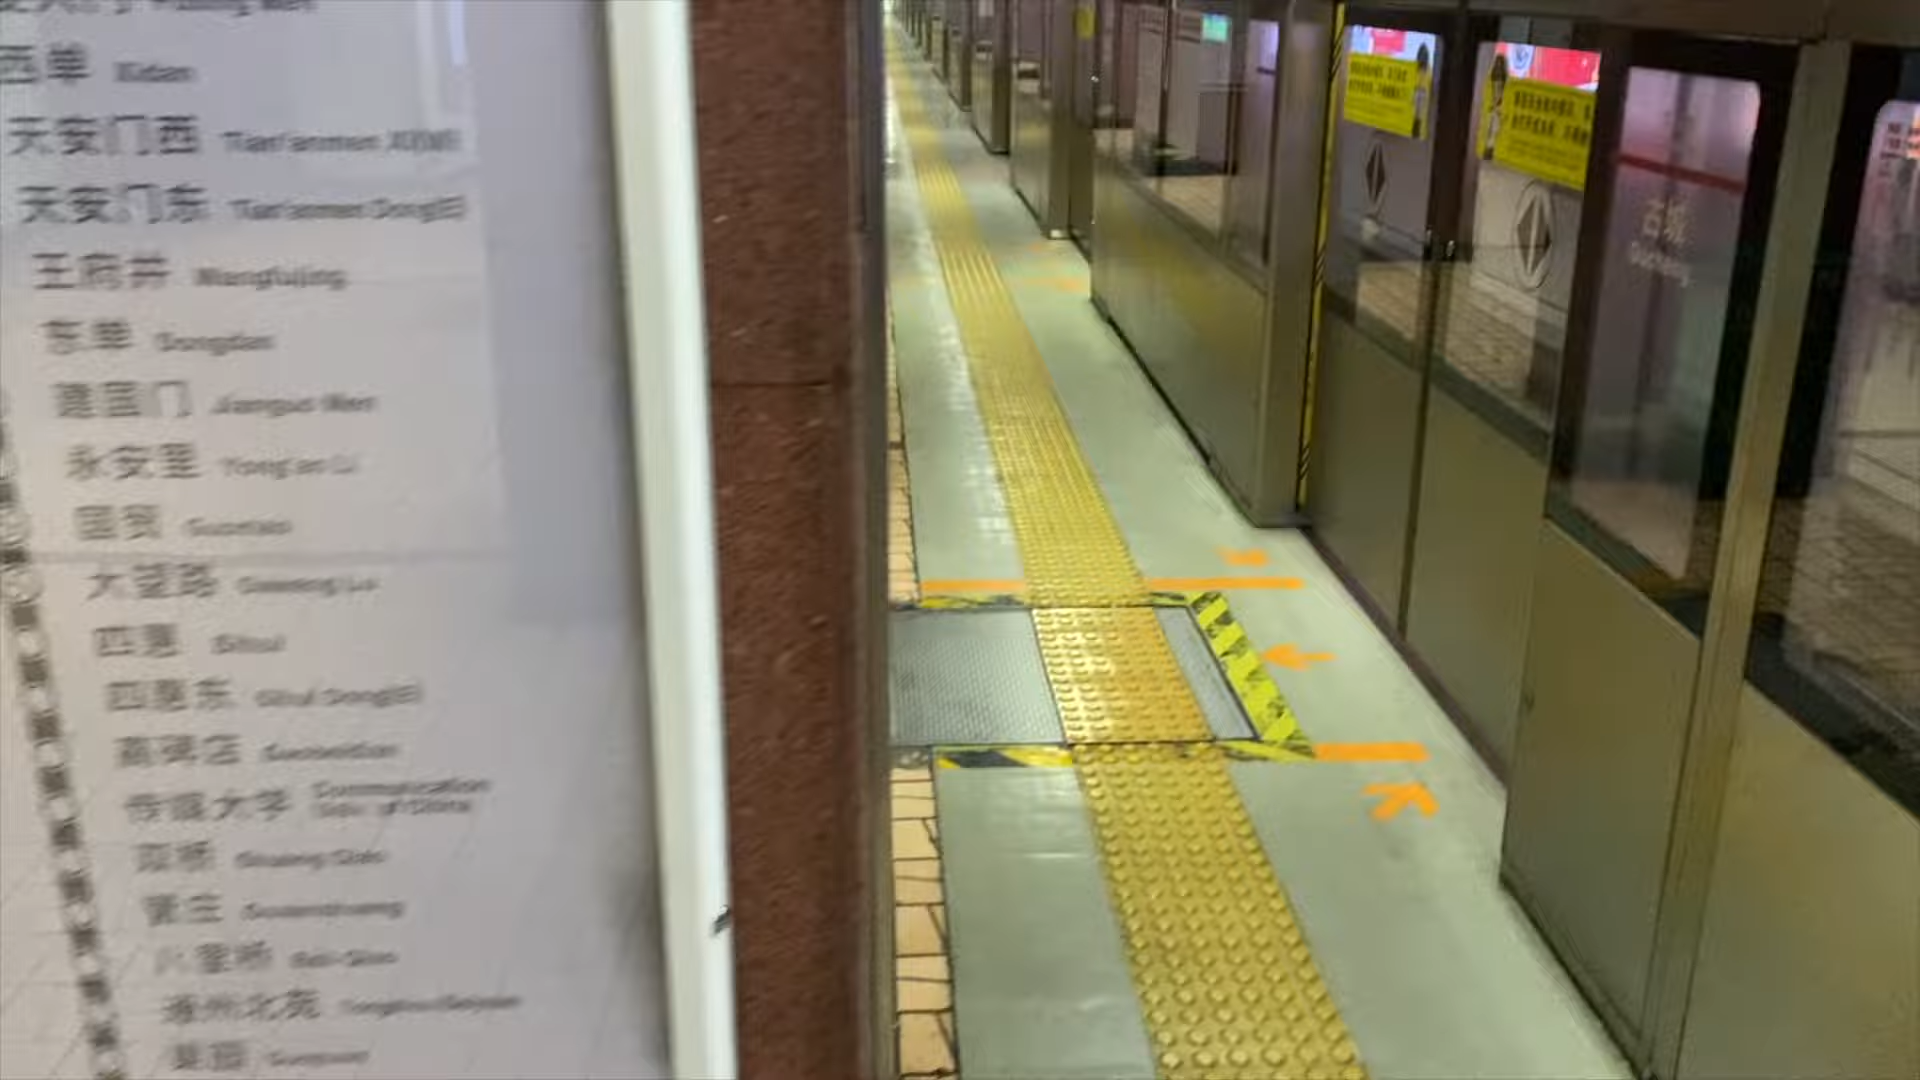 西单 Xidan
天安门西 Tian'anmen Xi(W)
天安门东 Tian'anmen Dong(E)
王府井 Wangfujing
东单 Dongdan
建国门 Jianguo Men
永安里 Yong'an Li
国贸 Guomao
大望路 Dawang Lu
四惠 Sihui
四惠东 Sihui Dong(E)
高碑店 Gaobeidian
传媒大学 Communication Univ. of China
双桥 Shuang Qiao
管庄 Guanzhuang
八里桥 Bali Qiao
通州北苑 Tongzhou Beiyuan
果园 Guoyuan
古城
Gucheng